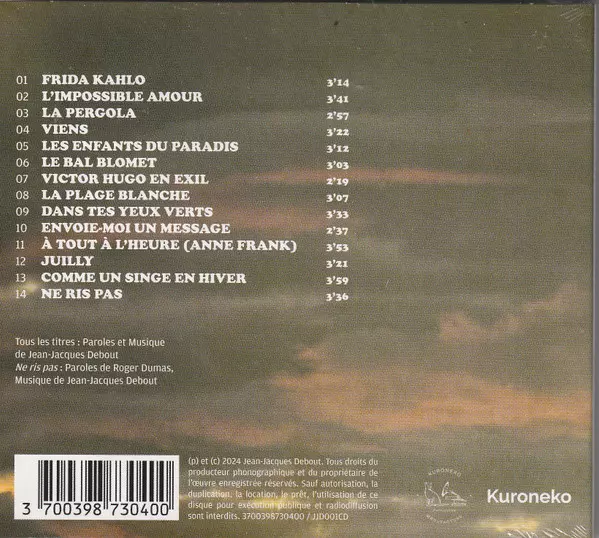 01 FRIDA KAHLO 3'14
02 L'IMPOSSIBLE AMOUR 3'41
03 LA PERGOLA 2'57
04 VIENS 3'22
05 LES ENFANTS DU PARADIS 3'12
06 LE BAL BLOMET 3'03
07 VICTOR HUGO EN EXIL 2'19
08 LA PLAGE BLANCHE 3'07
09 DANS TES YEUX VERTS 3'33
10 ENVOIE-MOI UN MESSAGE 2'37
11 À TOUT À L'HEURE (ANNE FRANK) 3'53
12 JUILLY 3'21
13 COMME UN SINGE EN HIVER 3'59
14 NE RIS PAS 3'36
Tous les titres : Paroles et Musique
de Jean-Jacques Debout
Ne ris pas : Paroles de Roger Dumas,
Musique de Jean-Jacques Debout
(p) et (c) 2024 Jean-Jacques Debout. Tous droits du
producteur phonographique et du propriétaire de
l'œuvre enregistrée réservés. Sauf autorisation, la
duplication, la location, le prêt, l'utilisation de ce
disque pour exécution publique et radiodiffusion
sont interdits. 3700398730400 / JJD001CD
3 700398 730400
KURONEKO
Kuroneko